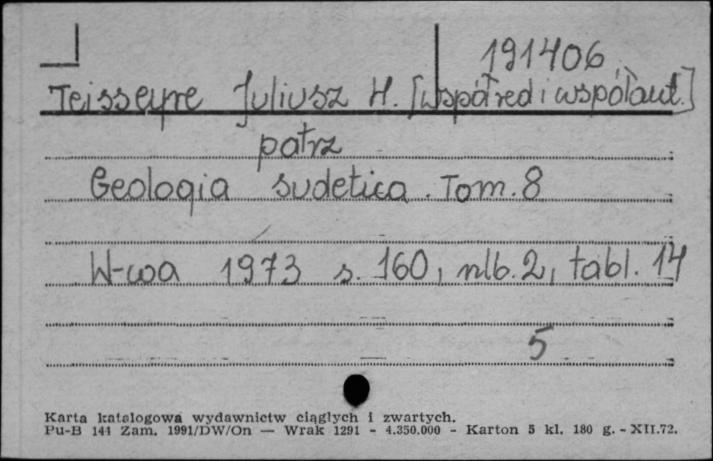 191406
Teisseyre Juliusz H. [współred i współaut.]
patrz
Geologia sudetica. Tom. 8
W-wa 1973 s. 160, nlb. 2, tabl. 14
5
Karta katalogowa wydawnictw ciągłych i zwartych.
Pu-B 144 Zam. 1991/DW/On — Wrak 1291 - 4.350.000 - Karton 5 kl. 180 g. - XII.72.